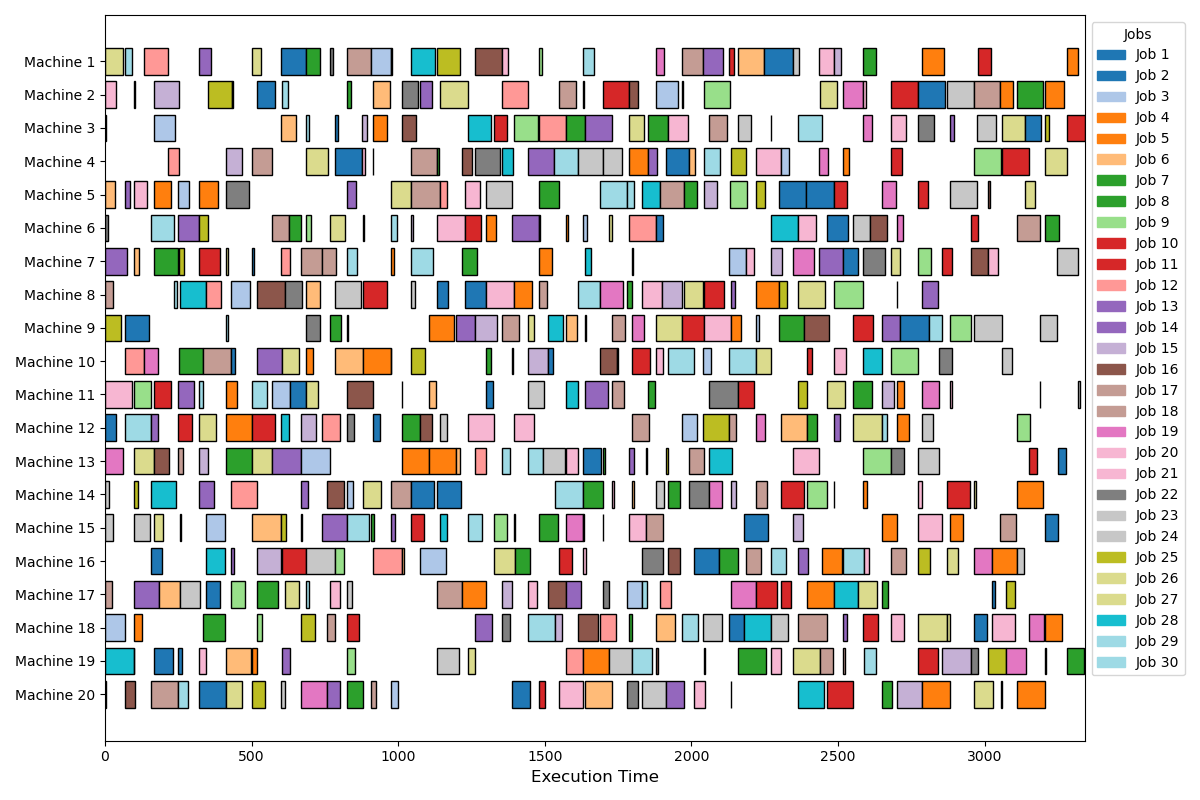 Machine 1
Machine 2
Machine 3
Machine 4
Machine 5
Machine 6
Machine 7
Machine 8
Machine 9
Machine 10
Machine 11
Machine 12
Machine 13
Machine 14
Machine 15
Machine 16
Machine 17
Machine 18
Machine 19
Machine 20
0 500 1000 1500 2000 2500 3000
Execution Time
Jobs
Job 1
Job 2
Job 3
Job 4
Job 5
Job 6
Job 7
Job 8
Job 9
Job 10
Job 11
Job 12
Job 13
Job 14
Job 15
Job 16
Job 17
Job 18
Job 19
Job 20
Job 21
Job 22
Job 23
Job 24
Job 25
Job 26
Job 27
Job 28
Job 29
Job 30